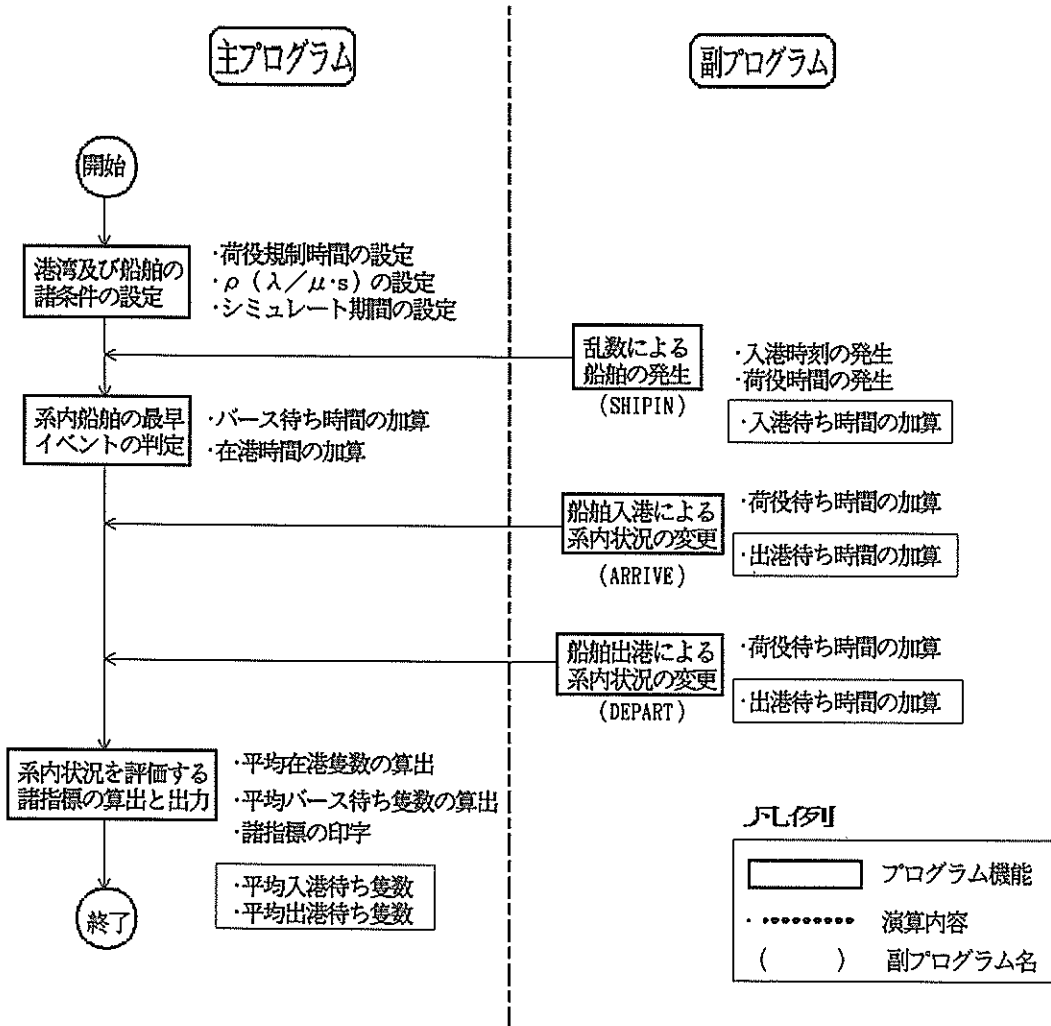 主プログラム
副プログラム
開始
港湾及び船舶の
諸条件の設定
・荷役規制時間の設定
・ρ(λ/μ・s)の設定
・シミュレート期間の設定
乱数による
船舶の発生
(SHIPIN)
・入港時刻の発生
・荷役時間の発生
・入港待ち時間の加算
系内船舶の最早
イベントの判定
・バース待ち時間の加算
・在港時間の加算
船舶入港による
系内状況の変更
(ARRIVE)
・荷役待ち時間の加算
・出港待ち時間の加算
船舶出港による
系内状況の変更
(DEPART)
・荷役待ち時間の加算
・出港待ち時間の加算
系内状況を評価する
諸指標の算出と出力
・平均在港隻数の算出
・平均バース待ち隻数の算出
・諸指標の印字
・平均入港待ち隻数
・平均出港待ち隻数
終了
凡例
プログラム機能
・ ・・・・・・・・・ 演算内容
( ) 副プログラム名